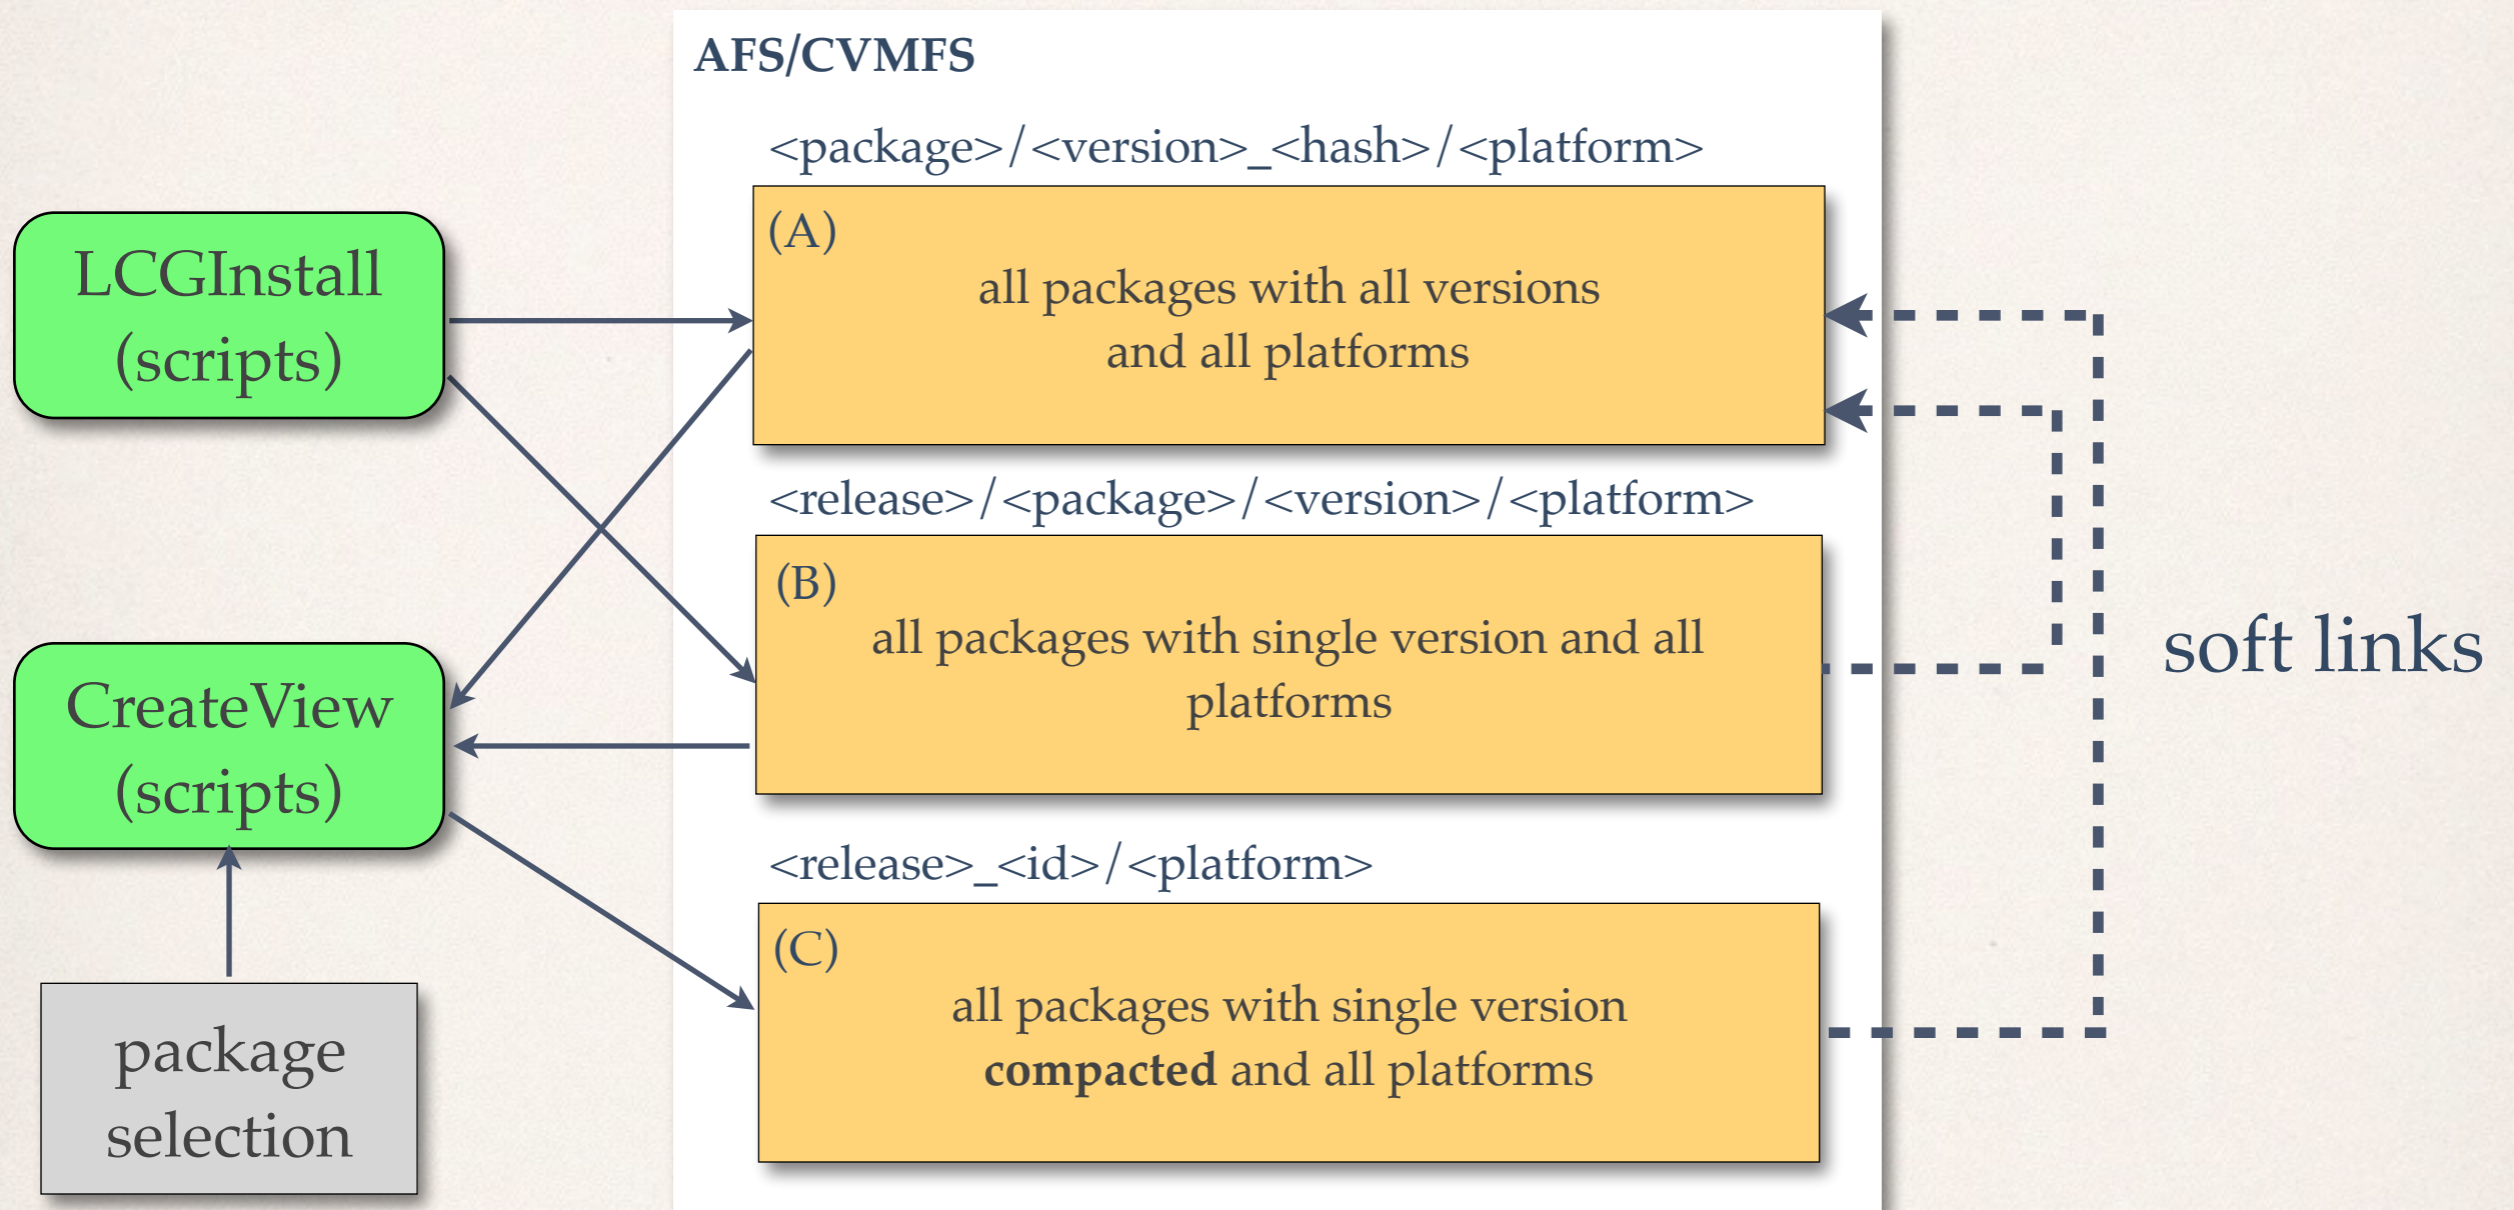 AFS/CVMFS
<package>/<version>_<hash>/<platform>
(A)
all packages with all versions
and all platforms
<release>/<package>/<version>/<platform>
(B)
all packages with single version and all
platforms
<release>_<id>/<platform>
(C)
all packages with single version
compacted and all platforms
LCGInstall
(scripts)
CreateView
(scripts)
package
selection
soft links